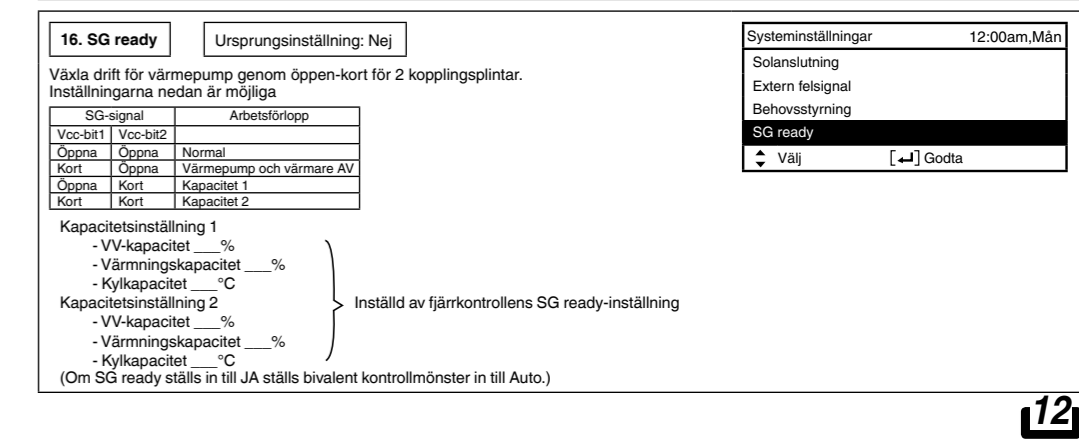 16. SG ready
Ursprungsinställning: Nej
Växla drift för värmepump genom öppen-kort för 2 kopplingsplintar.
Inställningarna nedan är möjliga
SG-signal Arbetsförlopp
Vcc-bit1 Vcc-bit2
Öppna Öppna Normal
Kort Öppna Värmepump och värmare AV
Öppna Kort Kapacitet 1
Kort Kort Kapacitet 2
Kapacitetsinställning 1
- VV-kapacitet ___%
- Värmningskapacitet ___%
- Kylkapacitet ___°C
Kapacitetsinställning 2
- VV-kapacitet ___%
- Värmningskapacitet ___%
- Kylkapacitet ___°C
Inställd av fjärrkontrollens SG ready-inställning
(Om SG ready ställs in till JA ställs bivalent kontrollmönster in till Auto.)
Systeminställningar 12:00am,Mån
Solanslutning
Extern felsignal
Behovsstyrning
SG ready
Välj [↵] Godta
12